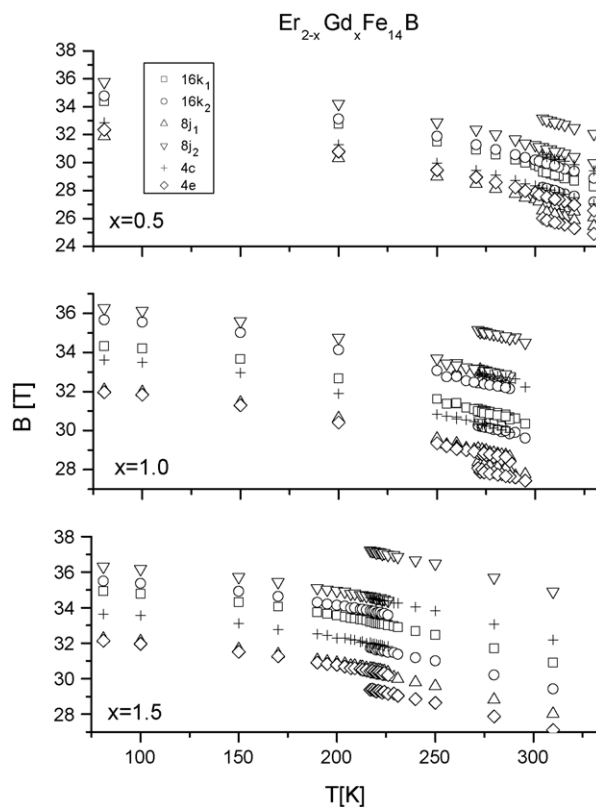 Er₂₋ₓGdₓFe₁₄B
36
34
32
30
28
26
24
16k₁
16k₂
8j₁
8j₂
4c
4e
x=0.5
36
34
32
30
28
x=1.0
B [T]
38
36
34
32
30
28
x=1.5
100
150
200
250
300
T[K]